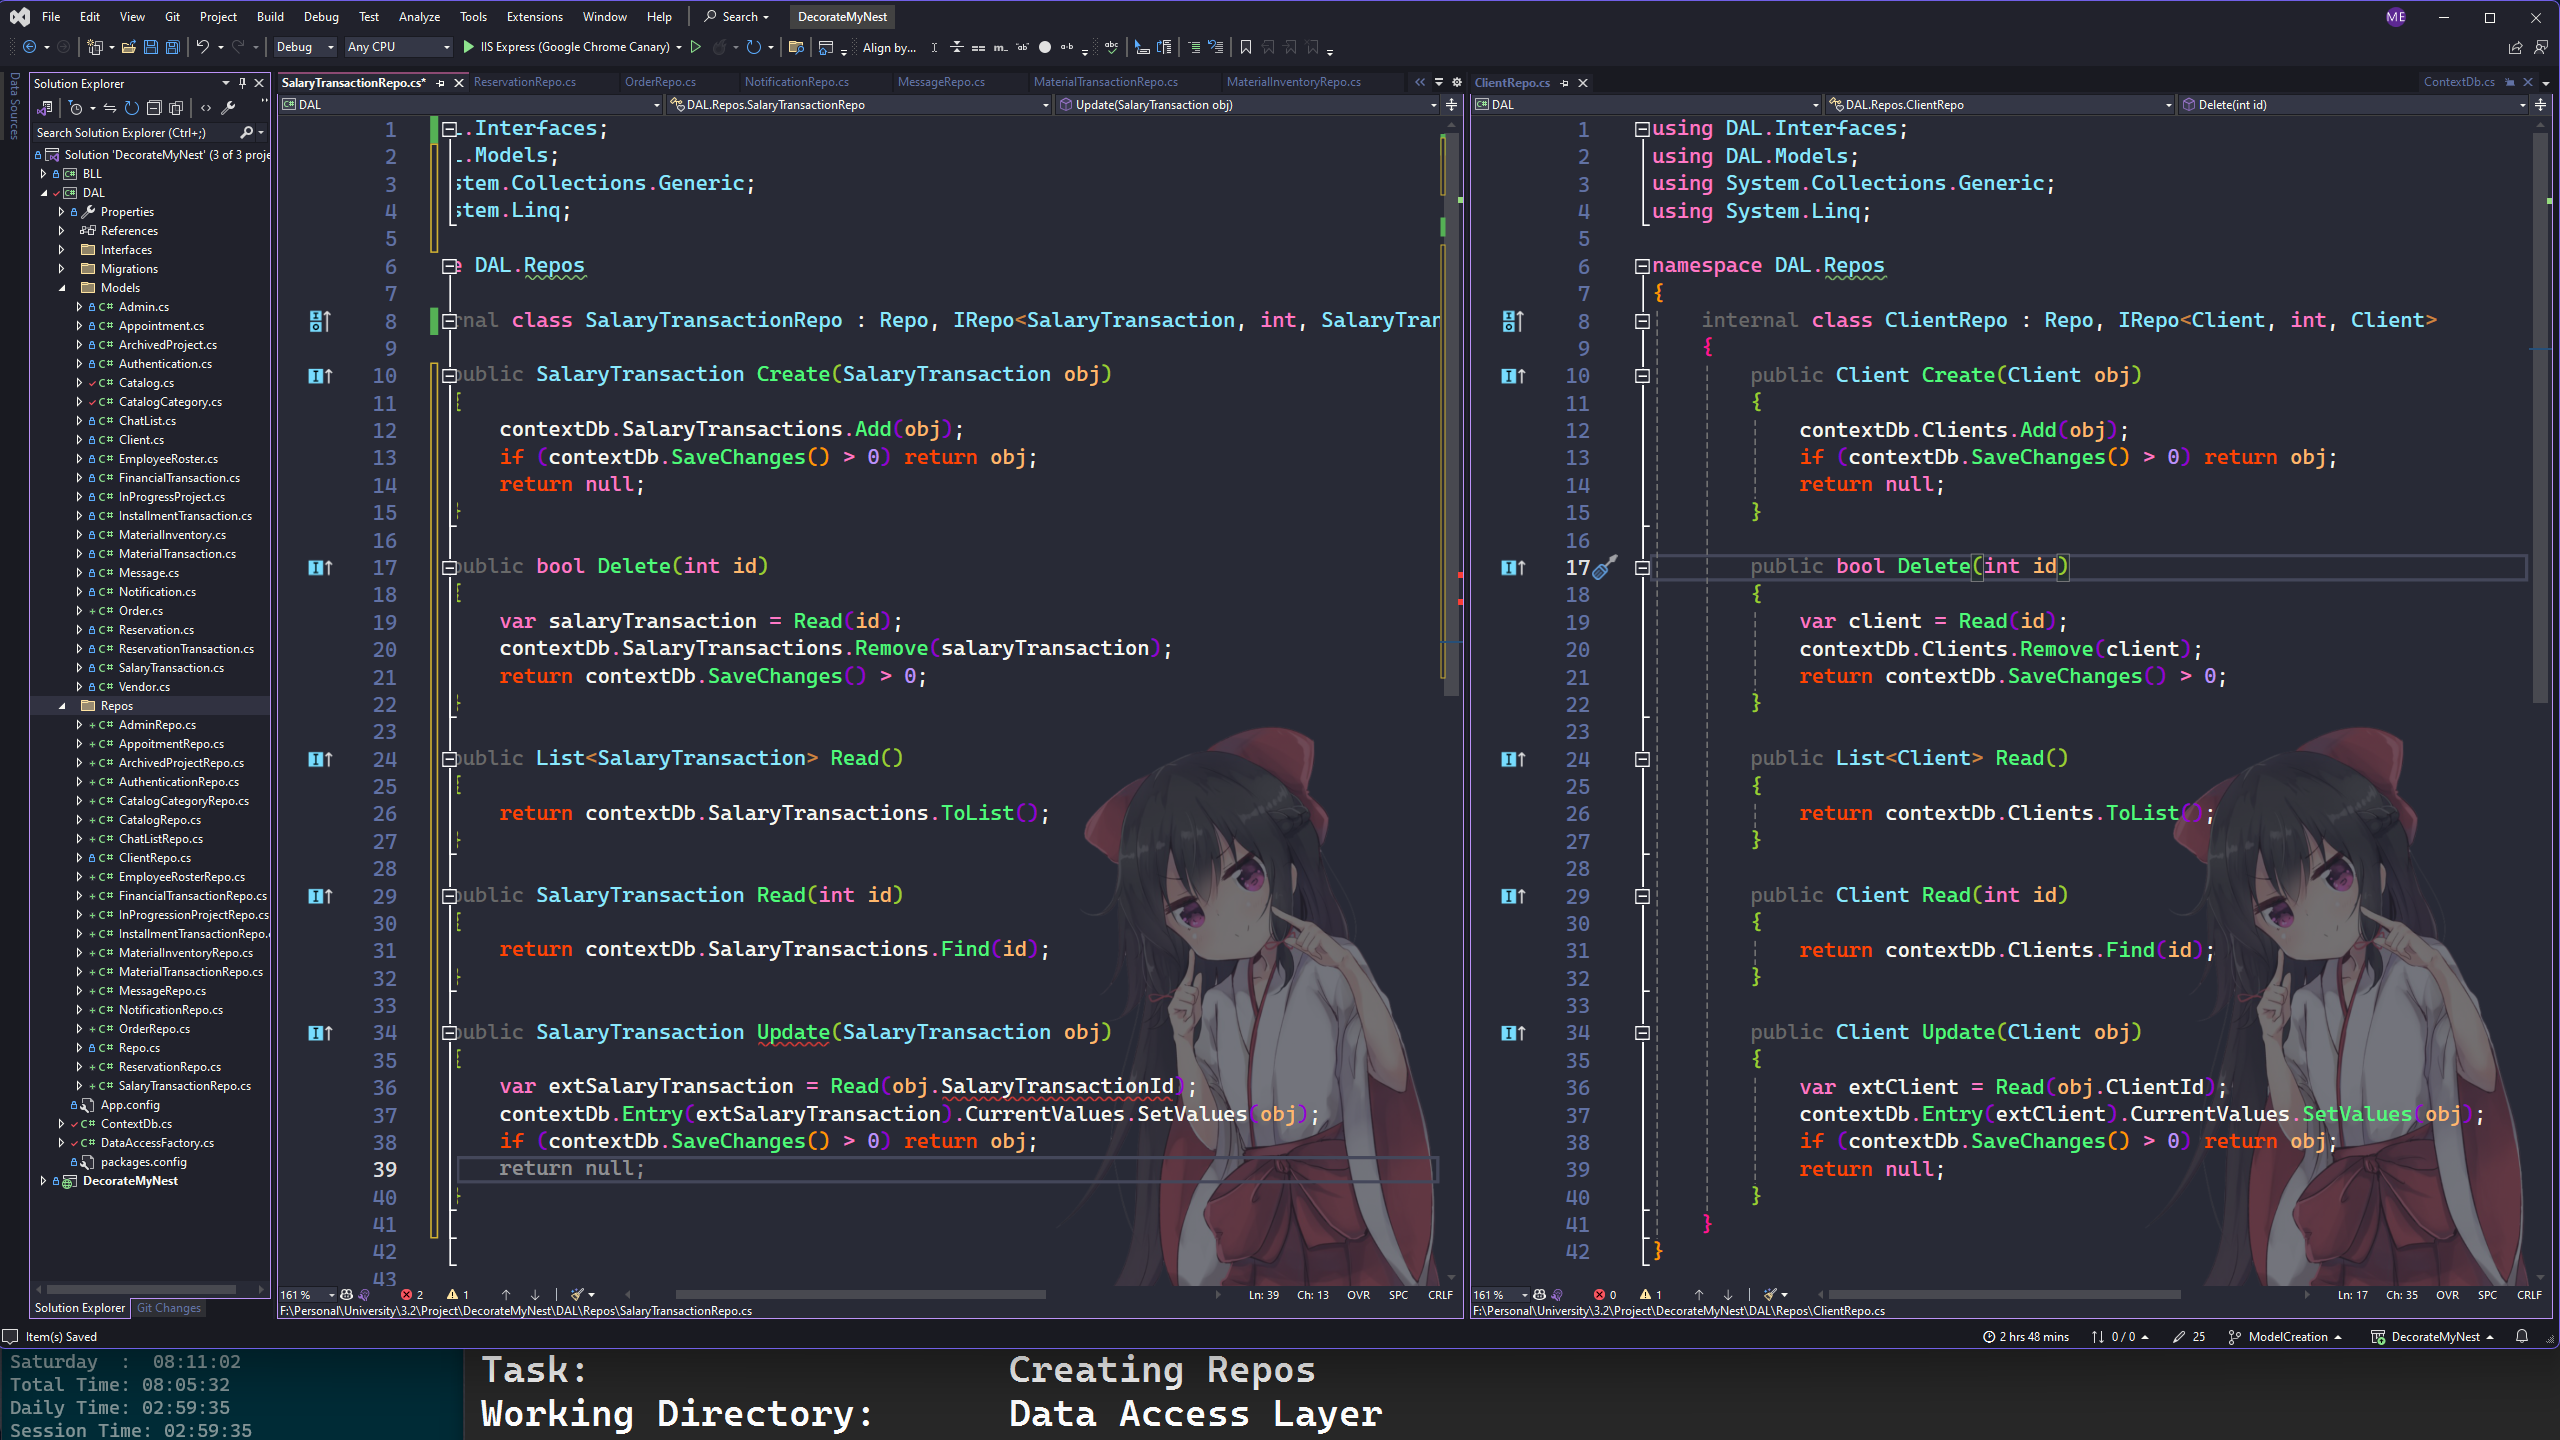 File Edit View Git Project Build Debug Test Analyze Tools Extensions Window Help Search DecorateMyNest ME
Debug Any CPU IIS Express (Google Chrome Canary) Align by...
Data Sources
Solution Explorer
Search Solution Explorer (Ctrl+;)
Solution 'DecorateMyNest' (3 of 3 proje
BLL
DAL
Properties
References
Interfaces
Migrations
Models
C# Admin.cs
C# Appointment.cs
C# ArchivedProject.cs
C# Authentication.cs
C# Catalog.cs
C# CatalogCategory.cs
C# ChatList.cs
C# Client.cs
C# EmployeeRoster.cs
C# FinancialTransaction.cs
C# InProgressProject.cs
C# InstallmentTransaction.cs
C# MaterialInventory.cs
C# MaterialTransaction.cs
C# Message.cs
C# Notification.cs
C# Order.cs
C# Reservation.cs
C# ReservationTransaction.cs
C# SalaryTransaction.cs
C# Vendor.cs
Repos
C# AdminRepo.cs
C# AppoitmentRepo.cs
C# ArchivedProjectRepo.cs
C# AuthenticationRepo.cs
C# CatalogCategoryRepo.cs
C# CatalogRepo.cs
C# ChatListRepo.cs
C# ClientRepo.cs
C# EmployeeRosterRepo.cs
C# FinancialTransactionRepo.cs
C# InProgressionProjectRepo.cs
C# InstallmentTransactionRepo.
C# MaterialInventoryRepo.cs
C# MaterialTransactionRepo.cs
C# MessageRepo.cs
C# NotificationRepo.cs
C# OrderRepo.cs
C# Repo.cs
C# ReservationRepo.cs
C# SalaryTransactionRepo.cs
App.config
C# ContextDb.cs
C# DataAccessFactory.cs
packages.config
DecorateMyNest
Solution Explorer Git Changes
SalaryTransactionRepo.cs* ReservationRepo.cs OrderRepo.cs NotificationRepo.cs MessageRepo.cs MaterialTransactionRepo.cs MaterialInventoryRepo.cs
DAL DAL.Repos.SalaryTransactionRepo Update(SalaryTransaction obj)
1 .Interfaces;
2 .Models;
3 stem.Collections.Generic;
4 stem.Linq;
5
6 e DAL.Repos
7
8 rnal class SalaryTransactionRepo : Repo, IRepo<SalaryTransaction, int, SalaryTran
9
10 public SalaryTransaction Create(SalaryTransaction obj)
11 {
12 contextDb.SalaryTransactions.Add(obj);
13 if (contextDb.SaveChanges() > 0) return obj;
14 return null;
15 }
16
17 public bool Delete(int id)
18 {
19 var salaryTransaction = Read(id);
20 contextDb.SalaryTransactions.Remove(salaryTransaction);
21 return contextDb.SaveChanges() > 0;
22 }
23
24 public List<SalaryTransaction> Read()
25 {
26 return contextDb.SalaryTransactions.ToList();
27 }
28
29 public SalaryTransaction Read(int id)
30 {
31 return contextDb.SalaryTransactions.Find(id);
32 }
33
34 public SalaryTransaction Update(SalaryTransaction obj)
35 {
36 var extSalaryTransaction = Read(obj.SalaryTransactionId);
37 contextDb.Entry(extSalaryTransaction).CurrentValues.SetValues(obj);
38 if (contextDb.SaveChanges() > 0) return obj;
39 return null;
40 }
41
42
43
161 % 2 1 Ln: 39 Ch: 13 OVR SPC CRLF
F:\Personal\University\3.2\Project\DecorateMyNest\DAL\Repos\SalaryTransactionRepo.cs
ClientRepo.cs ContextDb.cs
DAL DAL.Repos.ClientRepo Delete(int id)
1 using DAL.Interfaces;
2 using DAL.Models;
3 using System.Collections.Generic;
4 using System.Linq;
5
6 namespace DAL.Repos
7 {
8 internal class ClientRepo : Repo, IRepo<Client, int, Client>
9 {
10 public Client Create(Client obj)
11 {
12 contextDb.Clients.Add(obj);
13 if (contextDb.SaveChanges() > 0) return obj;
14 return null;
15 }
16
17 public bool Delete(int id)
18 {
19 var client = Read(id);
20 contextDb.Clients.Remove(client);
21 return contextDb.SaveChanges() > 0;
22 }
23
24 public List<Client> Read()
25 {
26 return contextDb.Clients.ToList();
27 }
28
29 public Client Read(int id)
30 {
31 return contextDb.Clients.Find(id);
32 }
33
34 public Client Update(Client obj)
35 {
36 var extClient = Read(obj.ClientId);
37 contextDb.Entry(extClient).CurrentValues.SetValues(obj);
38 if (contextDb.SaveChanges() > 0) return obj;
39 return null;
40 }
41 }
42 }
161 % 0 1 Ln: 17 Ch: 35 OVR SPC CRLF
F:\Personal\University\3.2\Project\DecorateMyNest\DAL\Repos\ClientRepo.cs
Item(s) Saved 2 hrs 48 mins 0 / 0 25 ModelCreation DecorateMyNest
Saturday : 08:11:02
Total Time: 08:05:32
Daily Time: 02:59:35
Session Time: 02:59:35
Task: Creating Repos
Working Directory: Data Access Layer